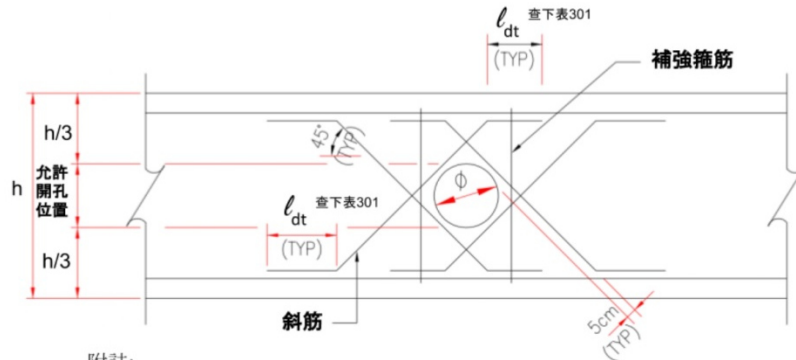 ℓdt 查下表301
(TYP)
補強箍筋
h/3
45°
(TYP)
h
允許
開孔
位置
ϕ
ℓdt 查下表301
(TYP)
h/3
斜筋
5cm
(TYP)
附註: